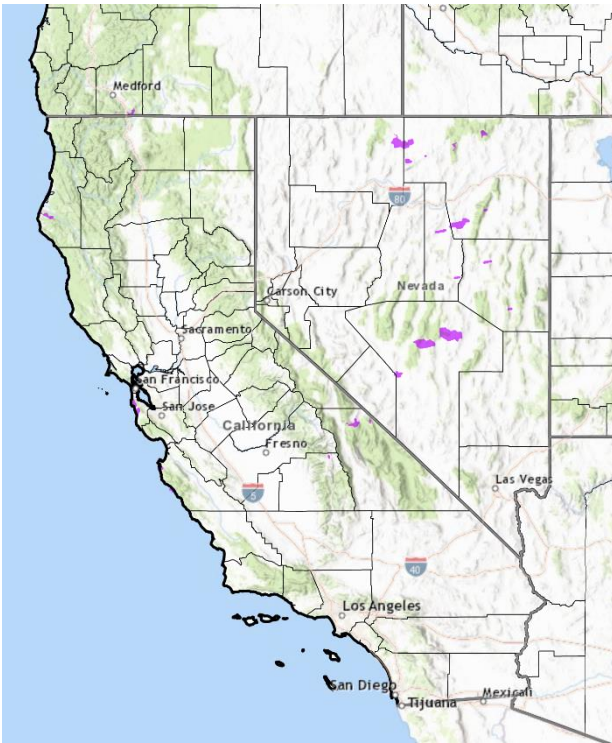 Medford
80
Carson City
Nevada
Sacramento
San Francisco
San Jose
California
Fresno
Las Vegas
5
40
Los Angeles
San Diego
Tijuana
Mexicali